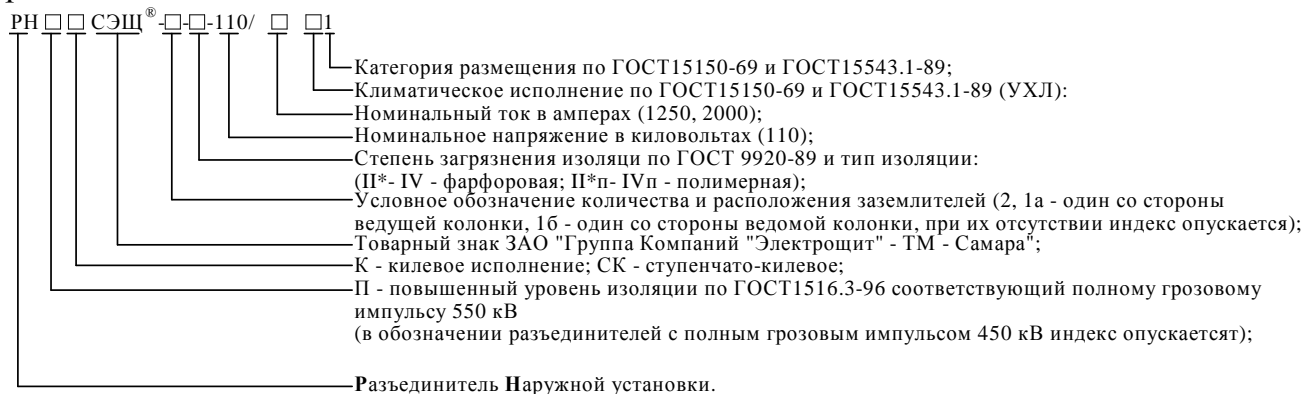 РН □ □ СЭЩ®-□-□-110/ □ □1
Категория размещения по ГОСТ15150-69 и ГОСТ15543.1-89;
Климатическое исполнение по ГОСТ15150-69 и ГОСТ15543.1-89 (УХЛ):
Номинальный ток в амперах (1250, 2000);
Номинальное напряжение в киловольтах (110);
Степень загрязнения изоляци по ГОСТ 9920-89 и тип изоляции:
(II*- IV - фарфоровая; II*п- IVп - полимерная);
Условное обозначение количества и расположения заземлителей (2, 1а - один со стороны
ведущей колонки, 1б - один со стороны ведомой колонки, при их отсутствии индекс опускается);
Товарный знак ЗАО "Группа Компаний "Электрощит" - ТМ - Самара";
К - килевое исполнение; СК - ступенчато-килевое;
П - повышенный уровень изоляции по ГОСТ1516.3-96 соответствующий полному грозовому
импульсу 550 кВ
(в обозначении разъединителей с полным грозовым импульсом 450 кВ индекс опускаетсят);
Разъединитель Наружной установки.